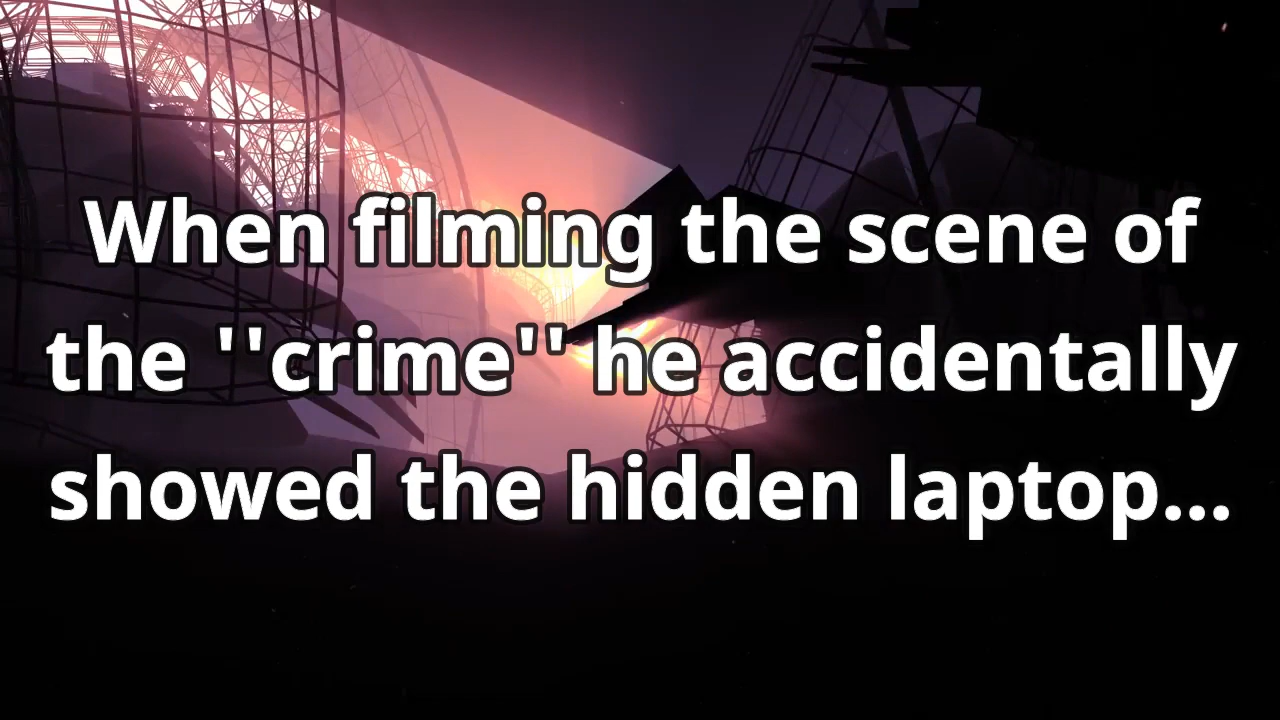 When filming the scene of
the ''crime'' he accidentally
showed the hidden laptop...